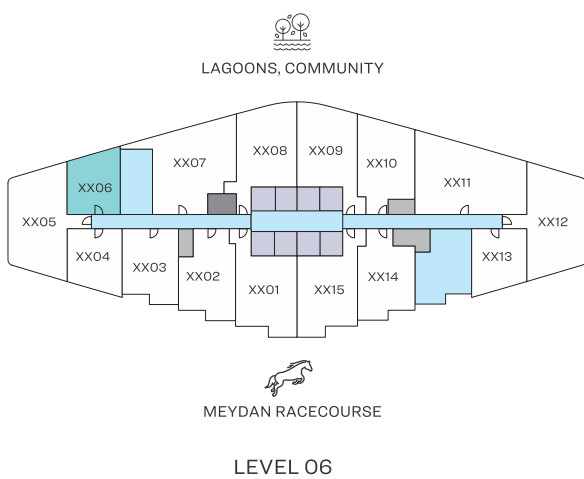 LAGOONS, COMMUNITY
XX08
XX09
XX07
XX10
XX06
XX11
XX05
XX12
XX04
XX03
XX02
XX01
XX15
XX14
XX13
MEYDAN RACECOURSE
LEVEL 06